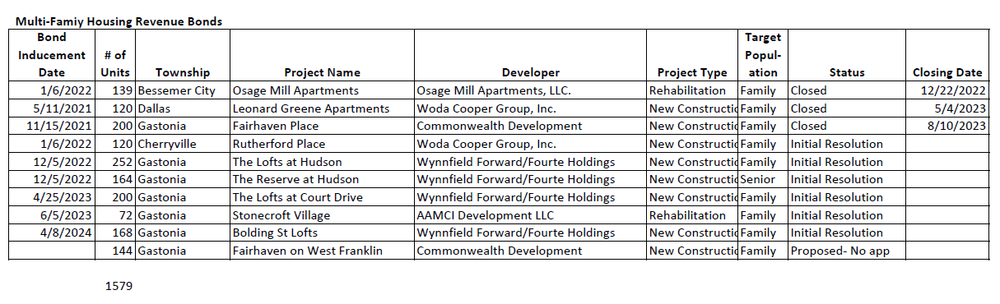 Multi-Famiy Housing Revenue Bonds
Bond Inducement Date # of Units Township Project Name Developer Project Type Target Popul-ation Status Closing Date
1/6/2022 139 Bessemer City Osage Mill Apartments Osage Mill Apartments, LLC. Rehabilitation Family Closed 12/22/2022
5/11/2021 120 Dallas Leonard Greene Apartments Woda Cooper Group, Inc. New Constructic Family Closed 5/4/2023
11/15/2021 200 Gastonia Fairhaven Place Commonwealth Development New Constructic Family Closed 8/10/2023
1/6/2022 120 Cherryville Rutherford Place Woda Cooper Group, Inc. New Constructic Family Initial Resolution
12/5/2022 252 Gastonia The Lofts at Hudson Wynnfield Forward/Fourte Holdings New Constructic Family Initial Resolution
12/5/2022 164 Gastonia The Reserve at Hudson Wynnfield Forward/Fourte Holdings New Constructic Senior Initial Resolution
4/25/2023 200 Gastonia The Lofts at Court Drive Wynnfield Forward/Fourte Holdings New Constructic Family Initial Resolution
6/5/2023 72 Gastonia Stonecroft Village AAMCI Development LLC Rehabilitation Family Initial Resolution
4/8/2024 168 Gastonia Bolding St Lofts Wynnfield Forward/Fourte Holdings New Constructic Family Initial Resolution
144 Gastonia Fairhaven on West Franklin Commonwealth Development New Constructic Family Proposed- No app
1579